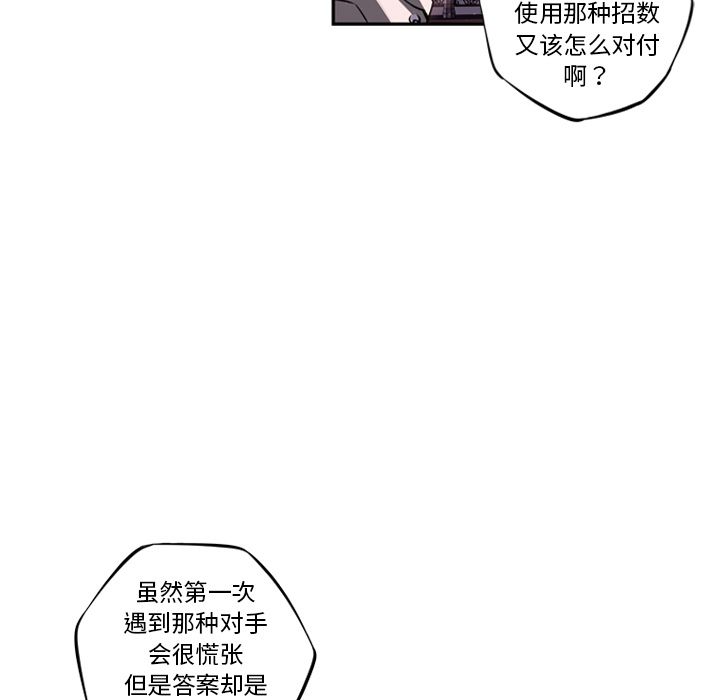 使用那种招数
又该怎么对付
啊？
虽然第一次
遇到那种对手
会很慌张
但是答案却是